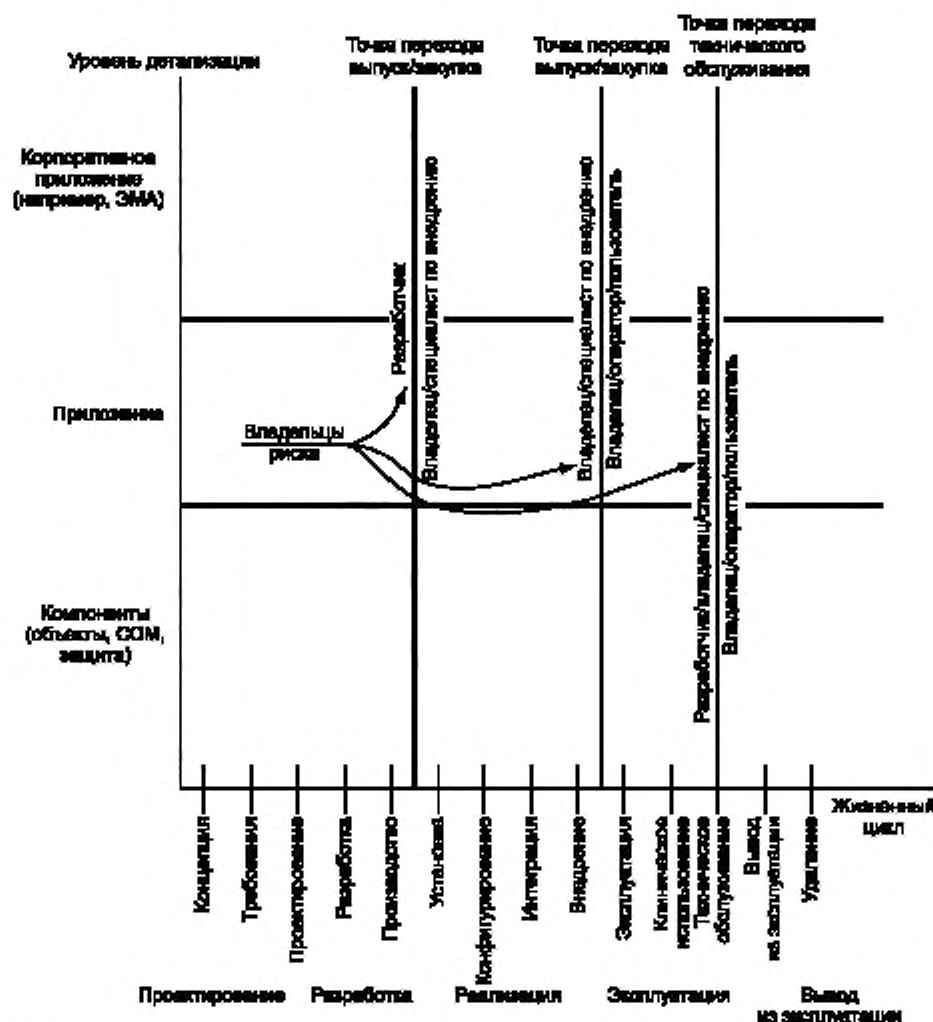 Уровень детализации
Точка перехода
выпуск/закупка
Точка перехода
выпуск/закупка
Точка перехода
технического
обслуживания
Корпоративное
приложение
(например, ЭМА)
Приложение
Компоненты
(объекты, СОМ,
защита)
Владельцы
риска
Разработчик
Владелец/специалист по внедрению
Владелец/специалист по внедрению
Владелец/оператор/пользователь
Разработчик/владелец/специалист по внедрению
Владелец/оператор/пользователь
Жизненный
цикл
Концепция
Требования
Проектирование
Разработка
Производство
Установка
Конфигурирование
Интеграция
Внедрение
Эксплуатация
Клиническое
использование
Техническое
обслуживание
Вывод
из эксплуатации
Удаление
Проектирование
Разработка
Реализация
Эксплуатация
Вывод
из эксплуатации